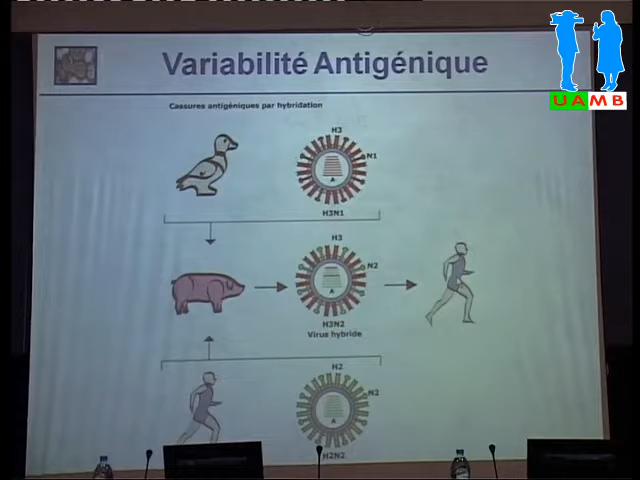 Variabilité Antigénique
UAMB
Cassures antigéniques par hybridation
H3
N1
A
H3N1
H3
N2
A
H3N2
Virus hybride
H2
N2
A
H2N2